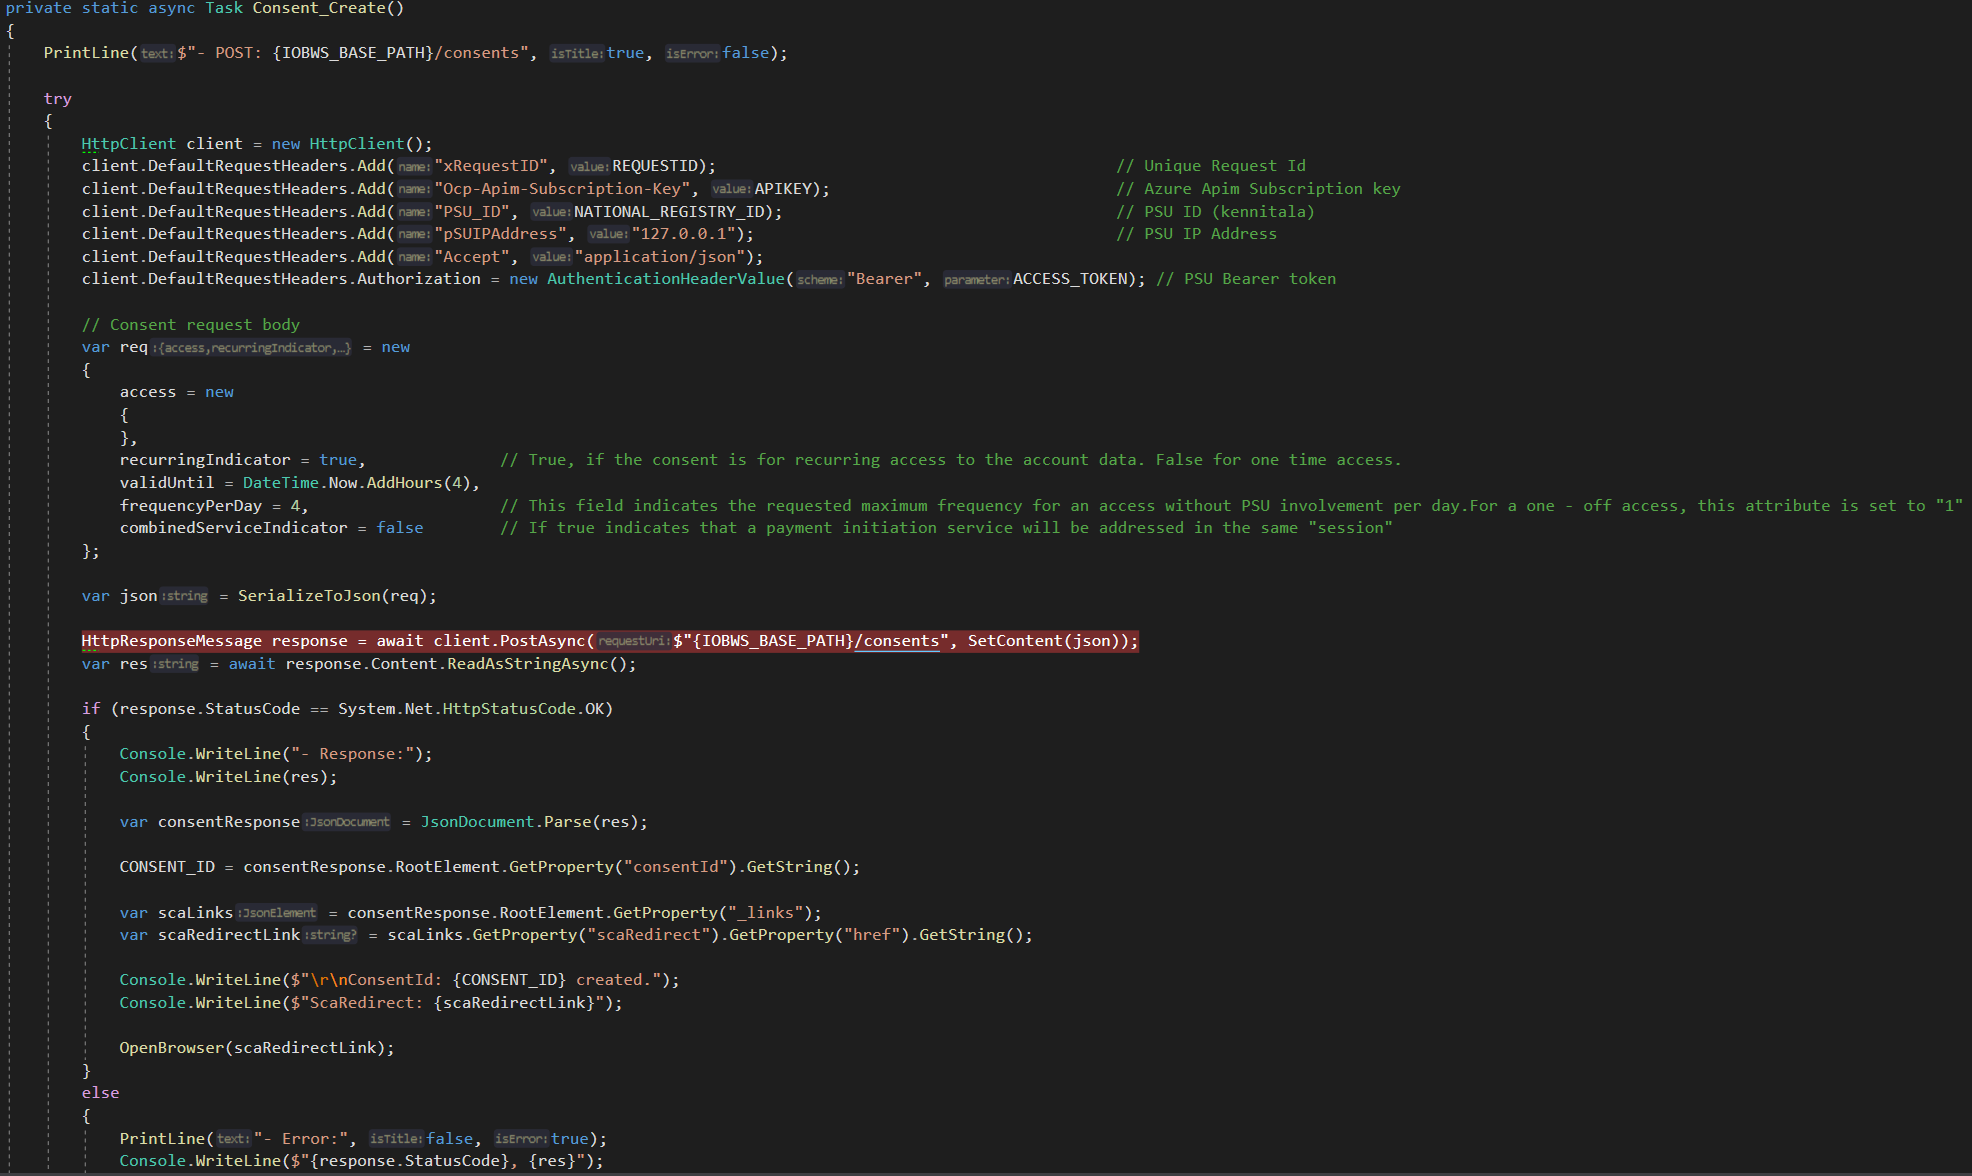 private static async Task Consent_Create()
{
PrintLine(text:$"- POST: {IOBWS_BASE_PATH}/consents", isTitle:true, isError:false);
try
{
HttpClient client = new HttpClient();
client.DefaultRequestHeaders.Add(name:"xRequestID", value:REQUESTID); // Unique Request Id
client.DefaultRequestHeaders.Add(name:"Ocp-Apim-Subscription-Key", value:APIKEY); // Azure Apim Subscription key
client.DefaultRequestHeaders.Add(name:"PSU_ID", value:NATIONAL_REGISTRY_ID); // PSU ID (kennitala)
client.DefaultRequestHeaders.Add(name:"pSUIPAddress", value:"127.0.0.1"); // PSU IP Address
client.DefaultRequestHeaders.Add(name:"Accept", value:"application/json");
client.DefaultRequestHeaders.Authorization = new AuthenticationHeaderValue(scheme:"Bearer", parameter:ACCESS_TOKEN); // PSU Bearer token
// Consent request body
var req:{access,recurringIndicator,…} = new
{
access = new
{
},
recurringIndicator = true, // True, if the consent is for recurring access to the account data. False for one time access.
validUntil = DateTime.Now.AddHours(4),
frequencyPerDay = 4, // This field indicates the requested maximum frequency for an access without PSU involvement per day.For a one - off access, this attribute is set to "1"
combinedServiceIndicator = false // If true indicates that a payment initiation service will be addressed in the same "session"
};
var json:string = SerializeToJson(req);
HttpResponseMessage response = await client.PostAsync(requestUri:$"{IOBWS_BASE_PATH}/consents", SetContent(json));
var res:string = await response.Content.ReadAsStringAsync();
if (response.StatusCode == System.Net.HttpStatusCode.OK)
{
Console.WriteLine("- Response:");
Console.WriteLine(res);
var consentResponse:JsonDocument = JsonDocument.Parse(res);
CONSENT_ID = consentResponse.RootElement.GetProperty("consentId").GetString();
var scaLinks:JsonElement = consentResponse.RootElement.GetProperty("_links");
var scaRedirectLink:string? = scaLinks.GetProperty("scaRedirect").GetProperty("href").GetString();
Console.WriteLine($"\r\nConsentId: {CONSENT_ID} created.");
Console.WriteLine($"ScaRedirect: {scaRedirectLink}");
OpenBrowser(scaRedirectLink);
}
else
{
PrintLine(text:"- Error:", isTitle:false, isError:true);
Console.WriteLine($"{response.StatusCode}, {res}");